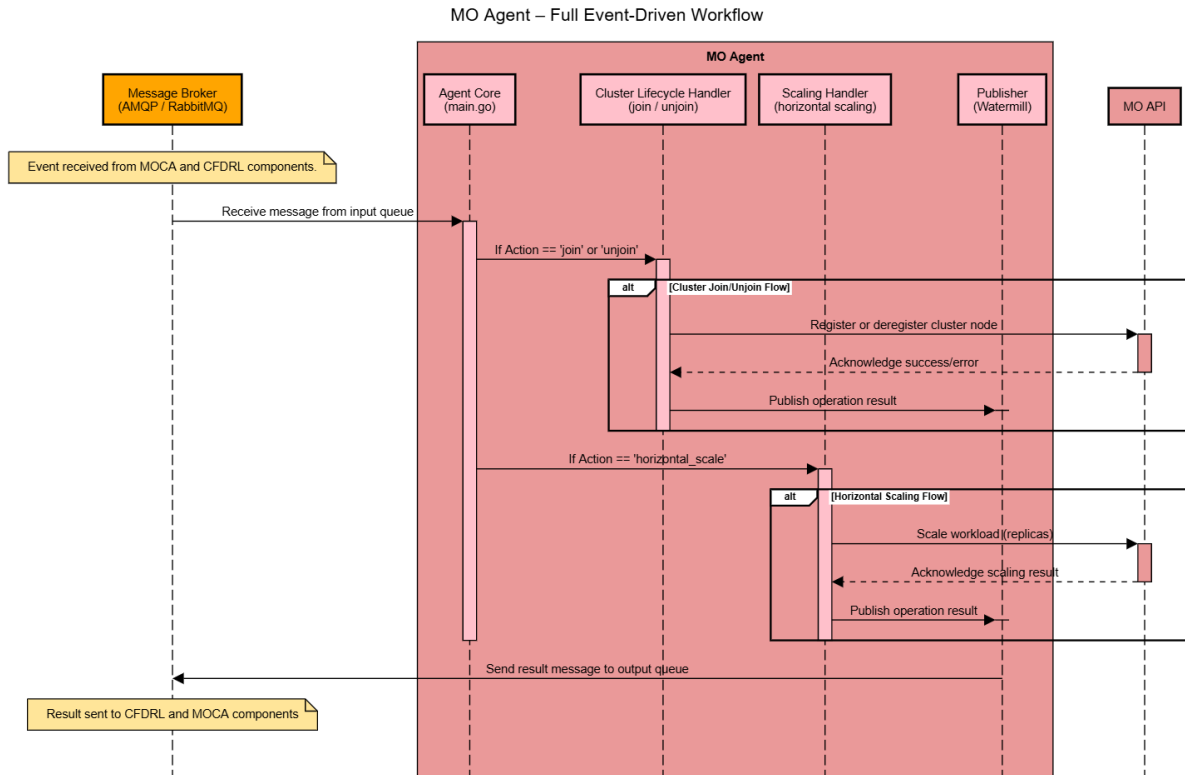 MO Agent – Full Event-Driven Workflow
MO Agent
Message Broker
(AMQP / RabbitMQ)
Agent Core
(main.go)
Cluster Lifecycle Handler
(join / unjoin)
Scaling Handler
(horizontal scaling)
Publisher
(Watermill)
MO API
Event received from MOCA and CFDRL components.
Receive message from input queue
If Action == 'join' or 'unjoin'
alt
[Cluster Join/Unjoin Flow]
Register or deregister cluster node
Acknowledge success/error
Publish operation result
If Action == 'horizontal_scale'
alt
[Horizontal Scaling Flow]
Scale workload (replicas)
Acknowledge scaling result
Publish operation result
Send result message to output queue
Result sent to CFDRL and MOCA components